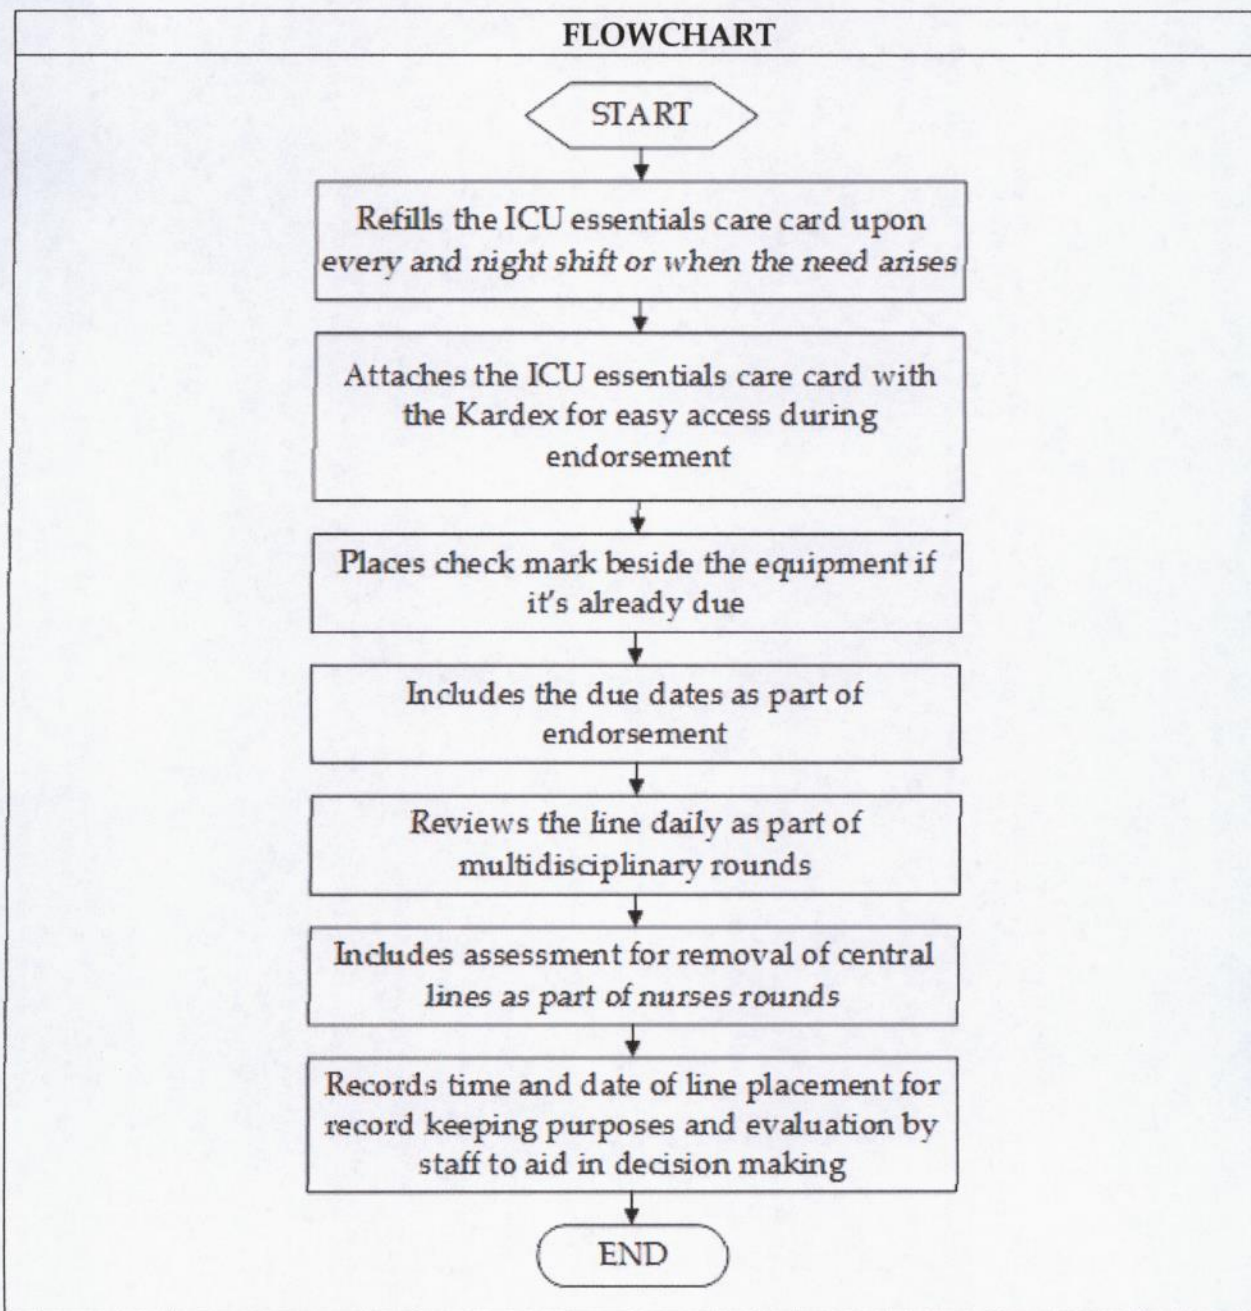 FLOWCHART
START
Refills the ICU essentials care card upon
every and night shift or when the need arises
Attaches the ICU essentials care card with
the Kardex for easy access during
endorsement
Places check mark beside the equipment if
it's already due
Includes the due dates as part of
endorsement
Reviews the line daily as part of
multidisciplinary rounds
Includes assessment for removal of central
lines as part of nurses rounds
Records time and date of line placement for
record keeping purposes and evaluation by
staff to aid in decision making
END